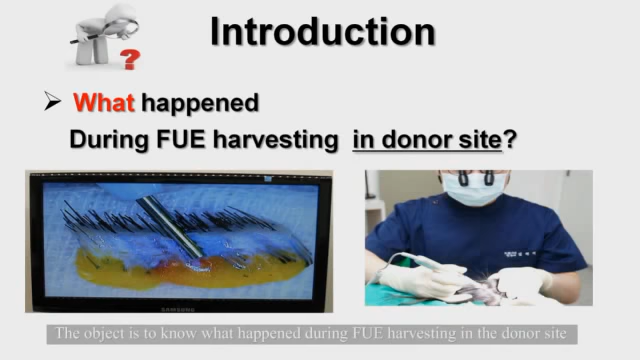 Introduction
?
➢ What happened
During FUE harvesting in donor site?
SAMSUNG
The object is to know what happened during FUE harvesting in the donor site